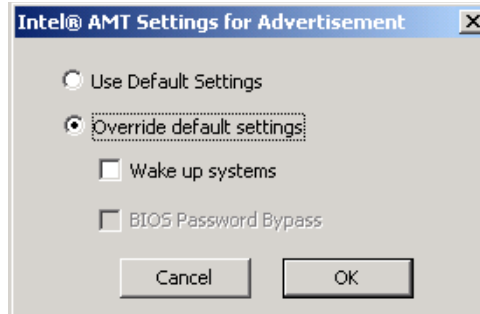 Intel® AMT Settings for Advertisement
Use Default Settings
Override default settings
Wake up systems
BIOS Password Bypass
Cancel OK